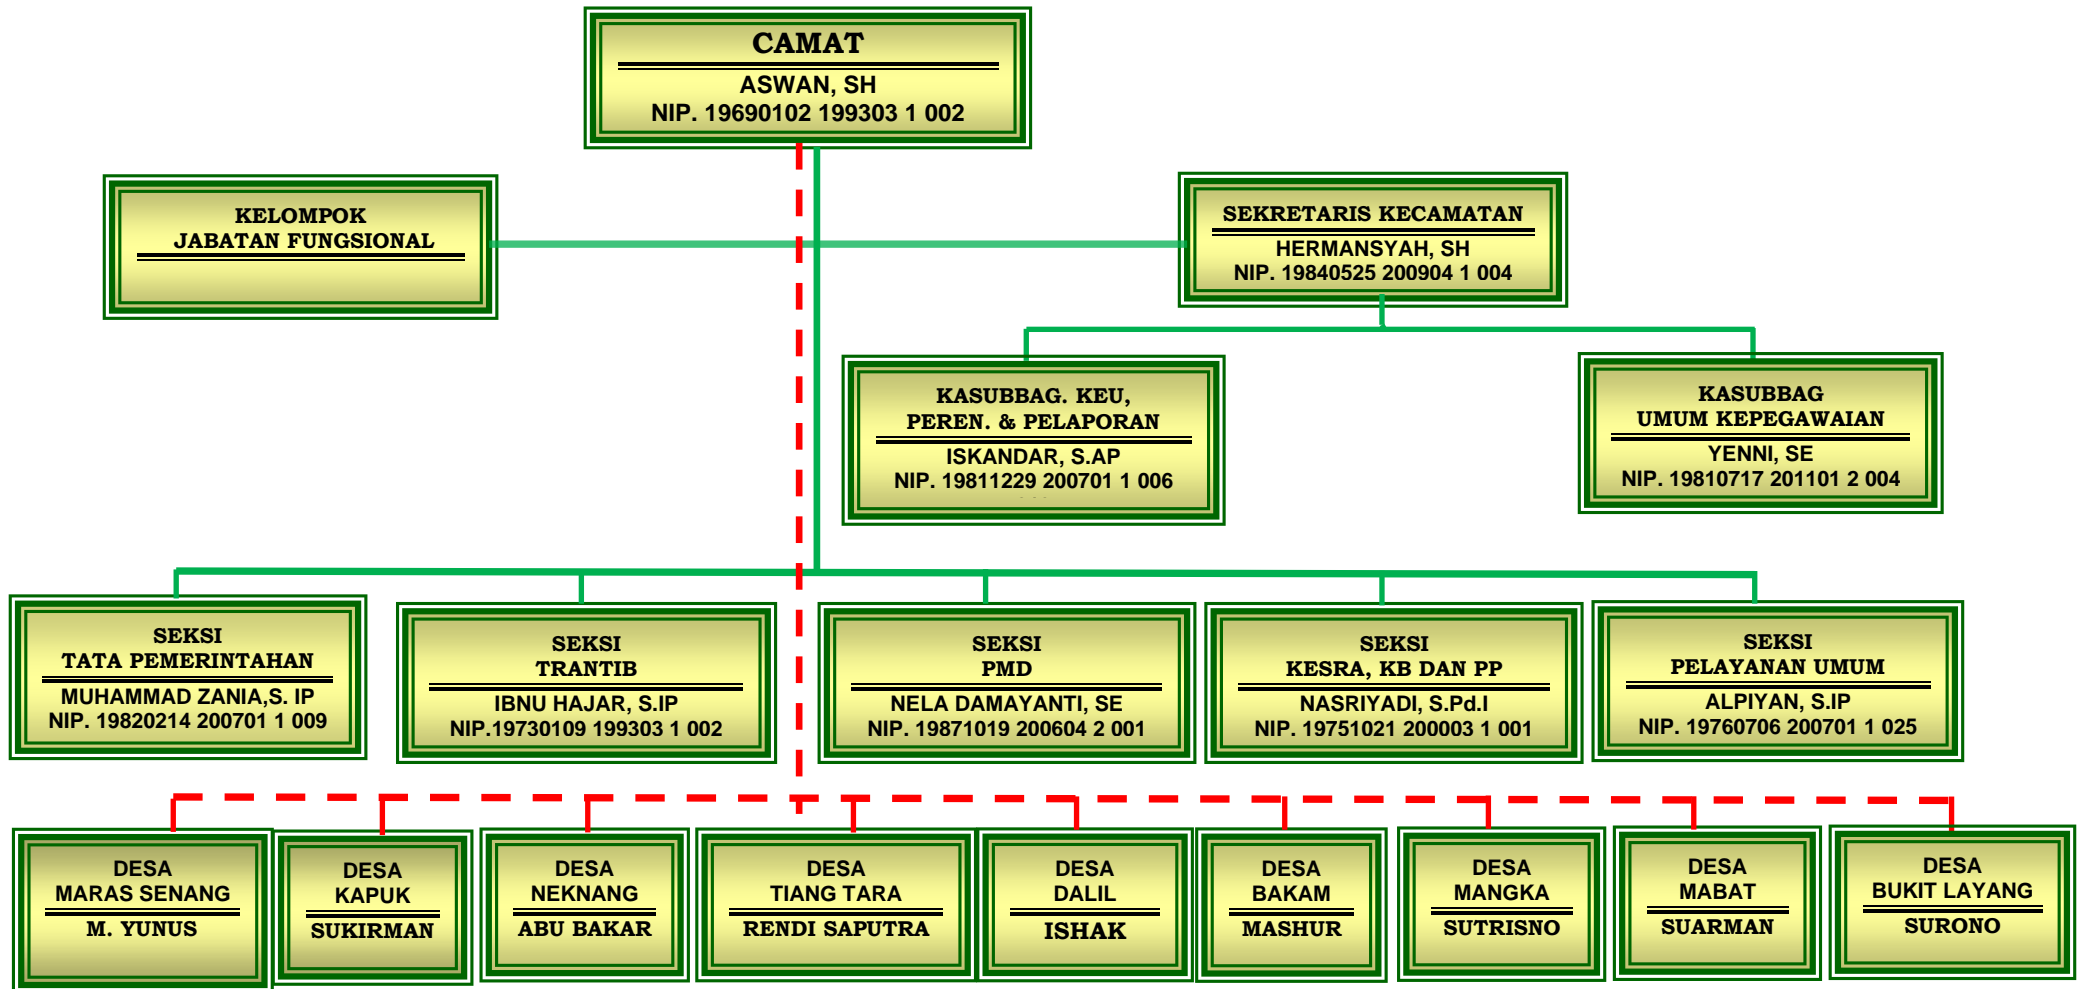 CAMAT
ASWAN, SH
NIP. 19690102 199303 1 002
KELOMPOK
JABATAN FUNGSIONAL
SEKRETARIS KECAMATAN
HERMANSYAH, SH
NIP. 19840525 200904 1 004
KASUBBAG. KEU,
PEREN. & PELAPORAN
ISKANDAR, S.AP
NIP. 19811229 200701 1 006
KASUBBAG
UMUM KEPEGAWAIAN
YENNI, SE
NIP. 19810717 201101 2 004
SEKSI
TATA PEMERINTAHAN
MUHAMMAD ZANIA,S. IP
NIP. 19820214 200701 1 009
SEKSI
TRANTIB
IBNU HAJAR, S.IP
NIP.19730109 199303 1 002
SEKSI
PMD
NELA DAMAYANTI, SE
NIP. 19871019 200604 2 001
SEKSI
KESRA, KB DAN PP
NASRIYADI, S.Pd.I
NIP. 19751021 200003 1 001
SEKSI
PELAYANAN UMUM
ALPIYAN, S.IP
NIP. 19760706 200701 1 025
DESA
MARAS SENANG
M. YUNUS
DESA
KAPUK
SUKIRMAN
DESA
NEKNANG
ABU BAKAR
DESA
TIANG TARA
RENDI SAPUTRA
DESA
DALIL
ISHAK
DESA
BAKAM
MASHUR
DESA
MANGKA
SUTRISNO
DESA
MABAT
SUARMAN
DESA
BUKIT LAYANG
SURONO